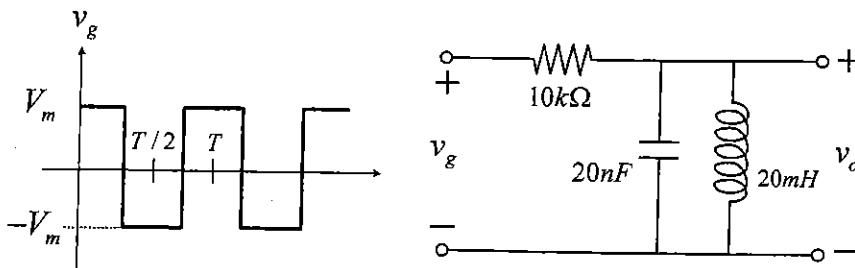 v_g
V_m
T / 2
T
−V_m
+
10kΩ
+
+
v_g
20nF
20mH
v_o
−
−